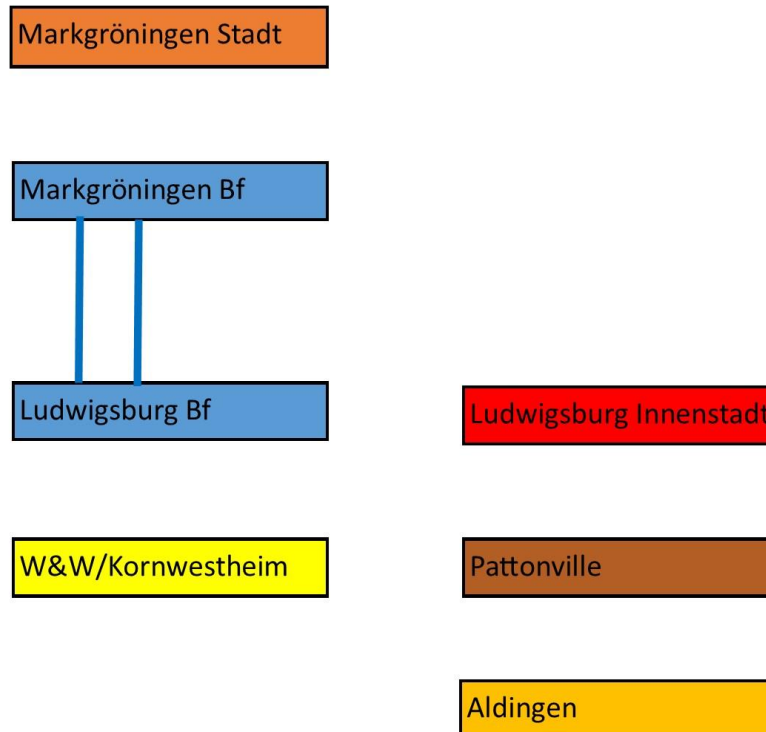 Markgröningen Stadt
Markgröningen Bf
Ludwigsburg Bf
Ludwigsburg Innenstadt
W&W/Kornwestheim
Pattonville
Aldingen